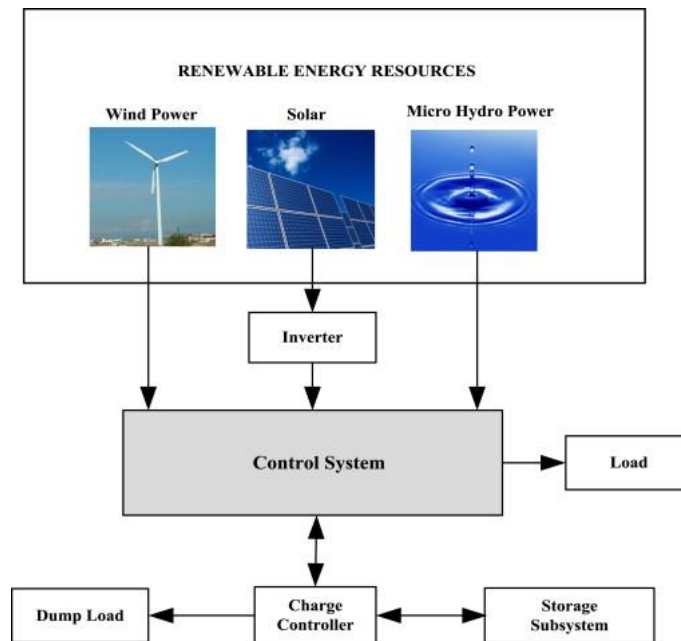 RENEWABLE ENERGY RESOURCES
Wind Power
Solar
Micro Hydro Power
Inverter
Control System
Load
Dump Load
Charge
Controller
Storage
Subsystem